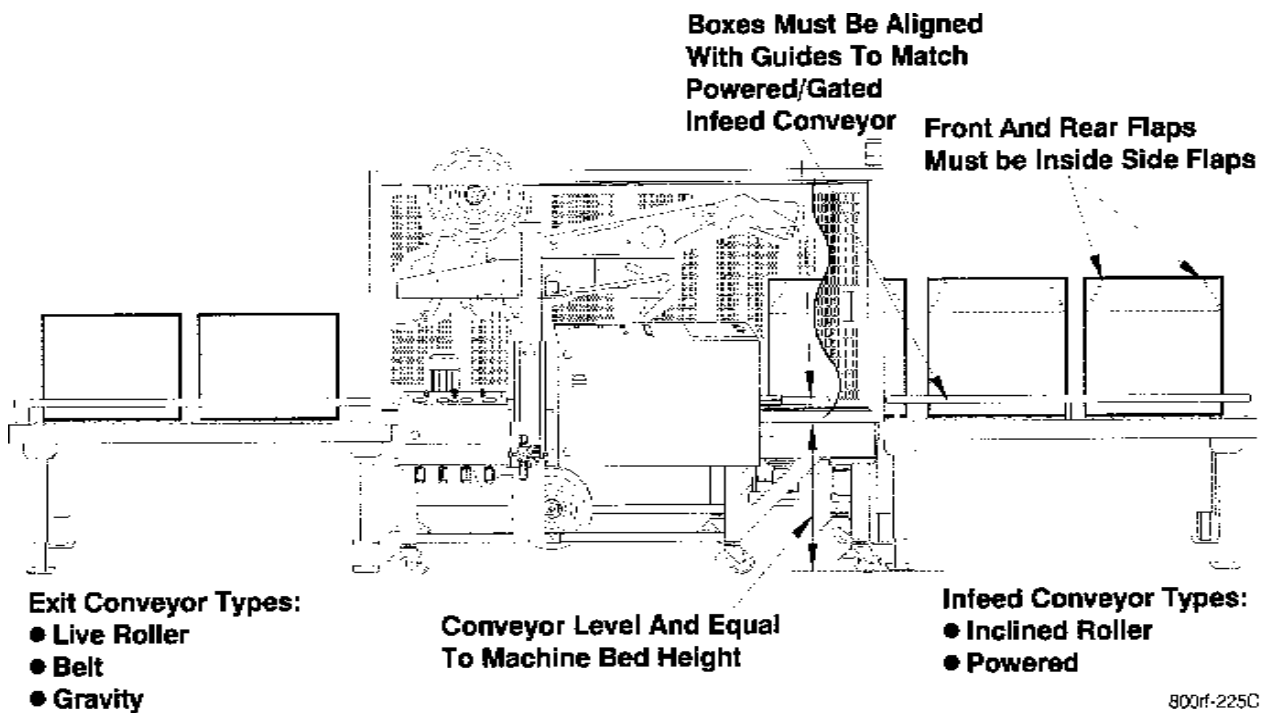 Boxes Must Be Aligned
With Guides To Match
Powered/Gated
Infeed Conveyor
Front And Rear Flaps
Must be Inside Side Flaps
Exit Conveyor Types:
● Live Roller
● Belt
● Gravity
Conveyor Level And Equal
To Machine Bed Height
Infeed Conveyor Types:
● Inclined Roller
● Powered
800rf-225C